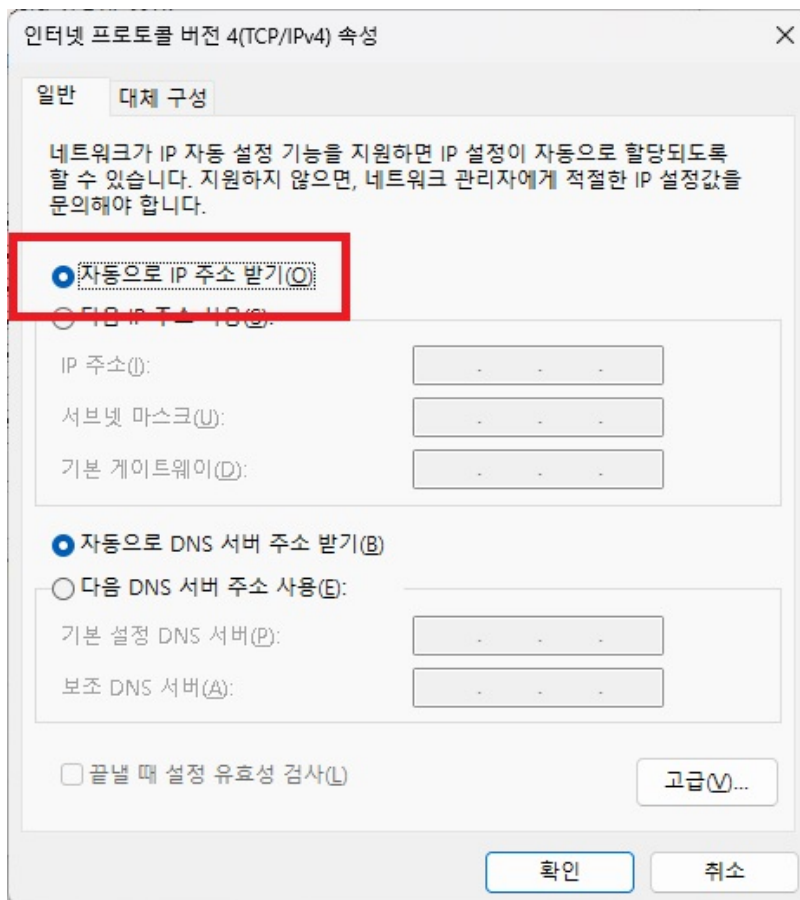 인터넷 프로토콜 버전 4(TCP/IPv4) 속성
일반
대체 구성
네트워크가 IP 자동 설정 기능을 지원하면 IP 설정이 자동으로 할당되도록
할 수 있습니다. 지원하지 않으면, 네트워크 관리자에게 적절한 IP 설정값을
문의해야 합니다.
자동으로 IP 주소 받기(O)
다음 IP 주소 사용(S):
IP 주소(I):
서브넷 마스크(U):
기본 게이트웨이(D):
자동으로 DNS 서버 주소 받기(B)
다음 DNS 서버 주소 사용(E):
기본 설정 DNS 서버(P):
보조 DNS 서버(A):
끝낼 때 설정 유효성 검사(L)
고급(V)...
확인
취소